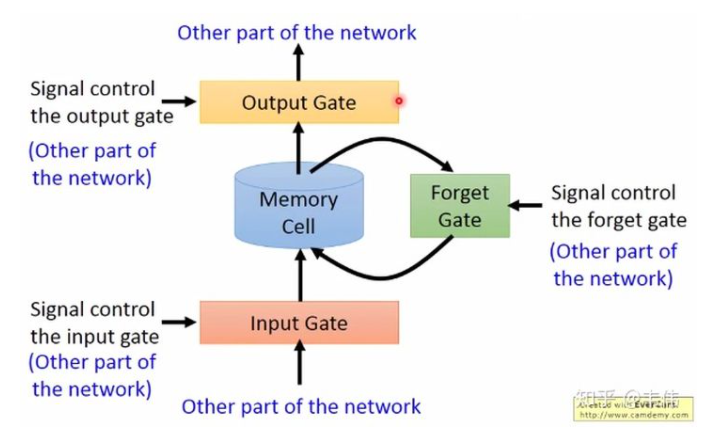 Other part of the network
Signal control
the output gate
(Other part of
the network)
Output Gate
Memory
Cell
Forget
Gate
Signal control
the forget gate
(Other part of
the network)
Signal control
the input gate
(Other part of
the network)
Input Gate
Other part of the network
知乎 @韦伟
Created with EverCam.
http://www.camdemy.com